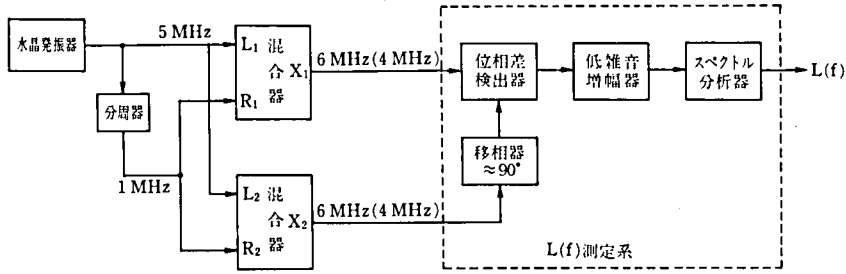 水晶発振器
5 MHz
分周器
1 MHz
L1 混合器 X1
R1
6 MHz (4 MHz)
L2 混合器 X2
R2
6 MHz (4 MHz)
位相差
検出器
低雑音
増幅器
スペクトル
分析器
L(f)
移相器
≈90°
L(f)測定系